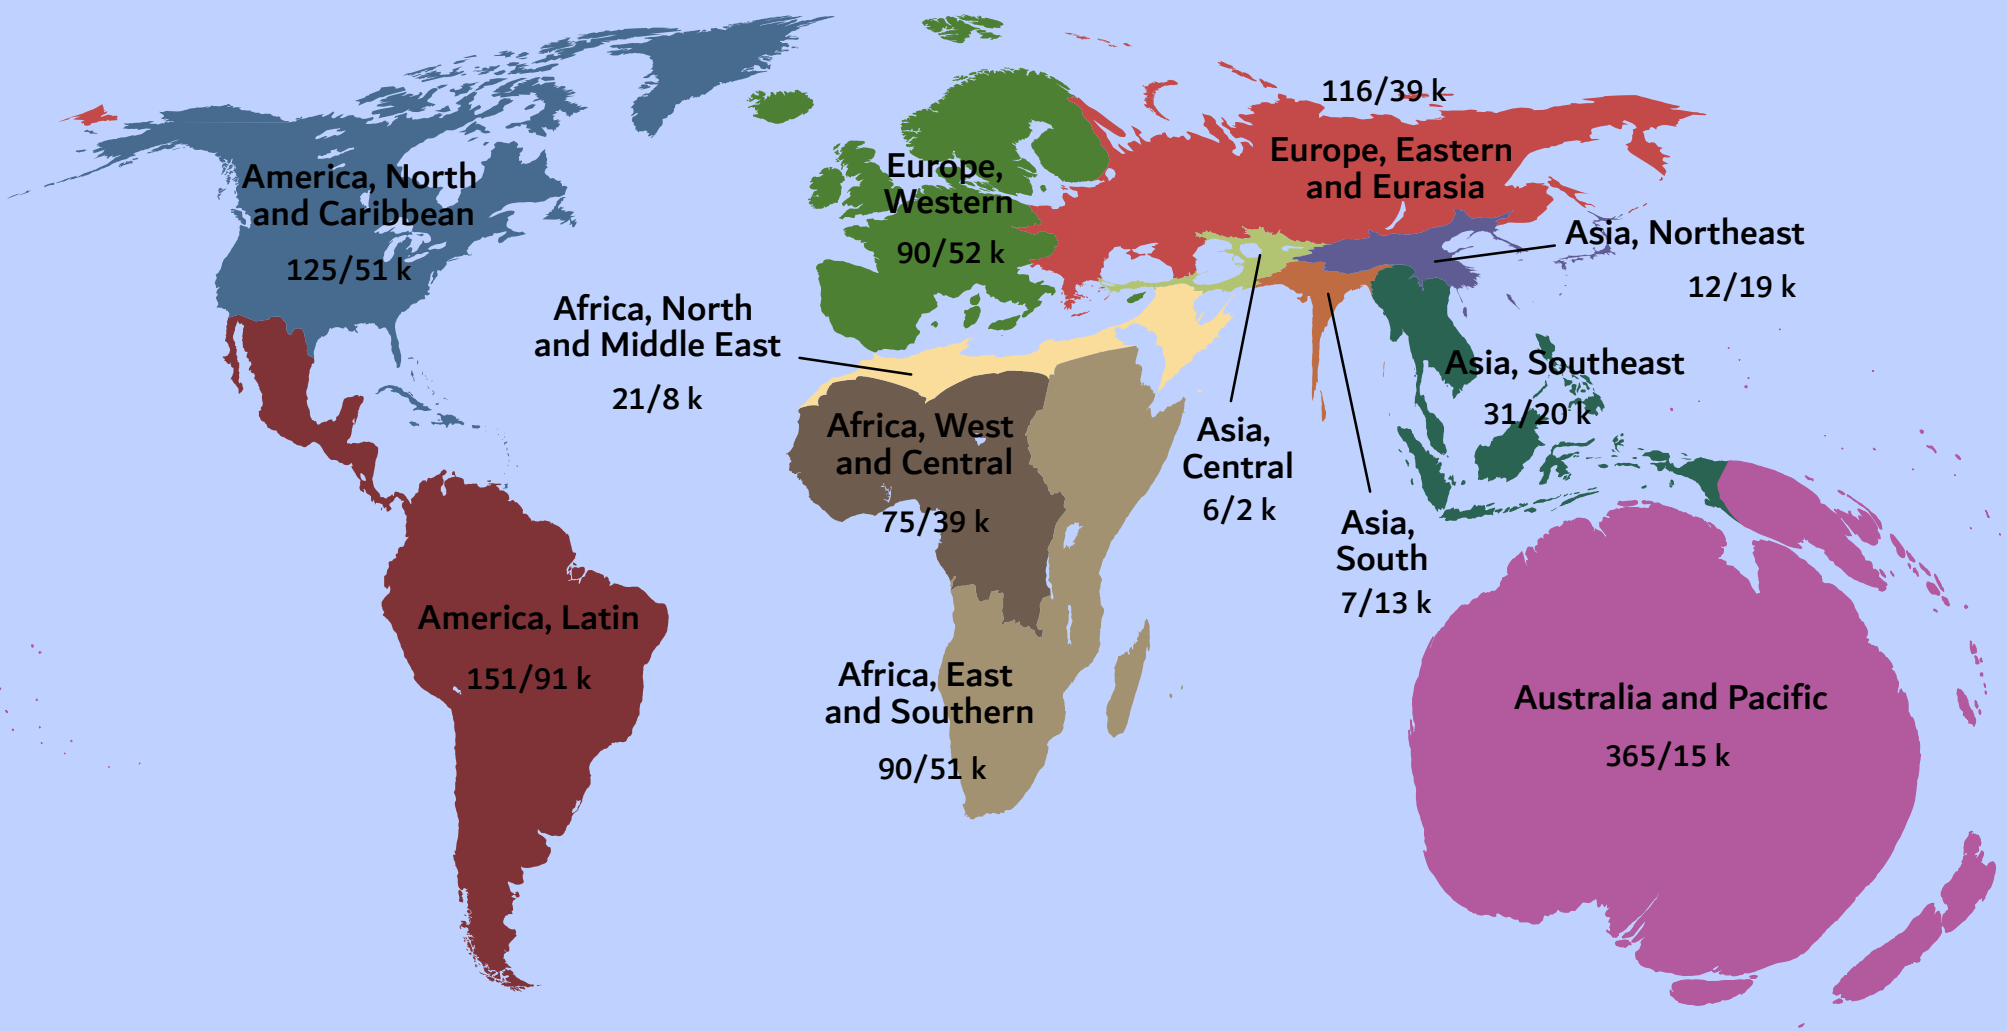 116/39 k
Europe, Eastern
and Eurasia
America, North
and Caribbean
125/51 k
Europe,
Western
90/52 k
Asia, Northeast
12/19 k
Africa, North
and Middle East
21/8 k
Asia, Southeast
31/20 k
Africa, West
and Central
75/39 k
Asia,
Central
6/2 k
Asia,
South
7/13 k
America, Latin
151/91 k
Africa, East
and Southern
90/51 k
Australia and Pacific
365/15 k